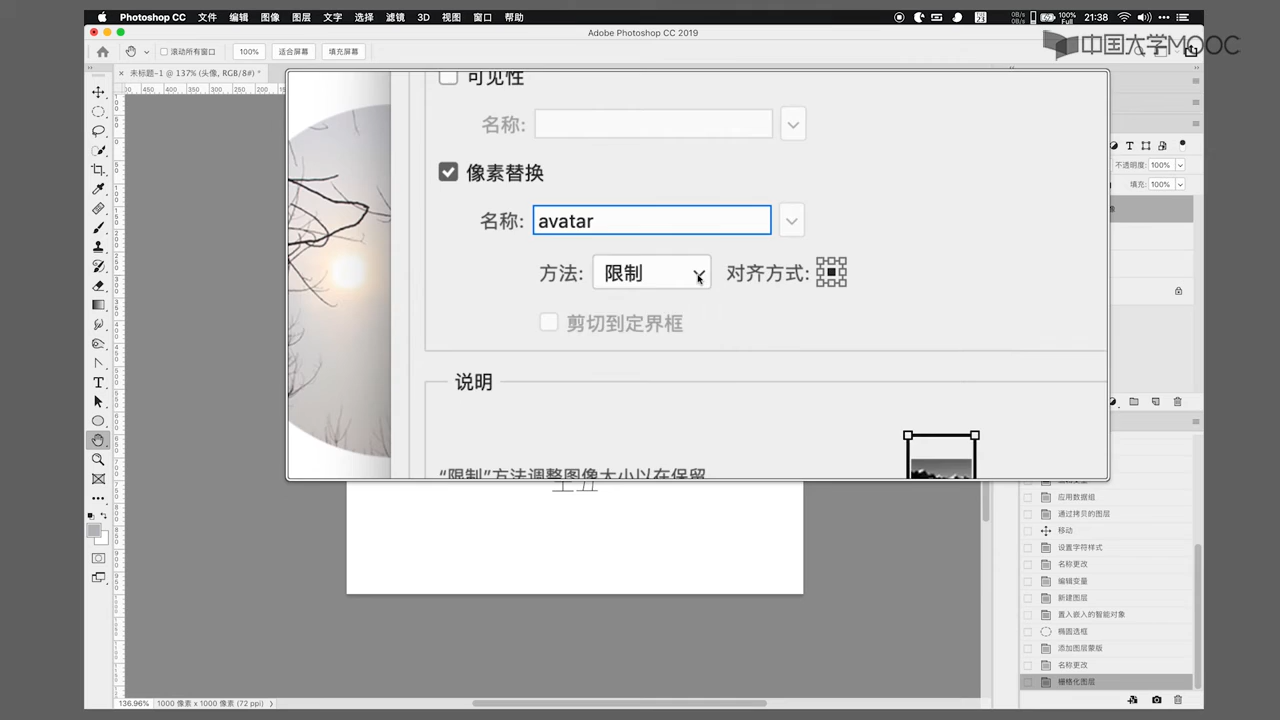 Photoshop CC 文件 编辑 图像 图层 文字 选择 滤镜 3D 视图 窗口 帮助
0B/s 0B/s 100% Full 21:38
Adobe Photoshop CC 2019
中国大学MOOC
滚动所有窗口 100% 适合屏幕 填充屏幕
未标题-1 @ 137% (头像, RGB/8#) *
可见性
名称:
像素替换
名称: avatar
方法: 限制 对齐方式:
剪切到定界框
说明
“限制”方法调整图像大小以在保留
不透明度: 100%
填充: 100%
应用数据组
通过拷贝的图层
移动
设置字符样式
名称更改
编辑变量
新建图层
置入嵌入的智能对象
椭圆选框
添加图层蒙版
名称更改
栅格化图层
136.96% 1000 像素 x 1000 像素 (72 ppi)